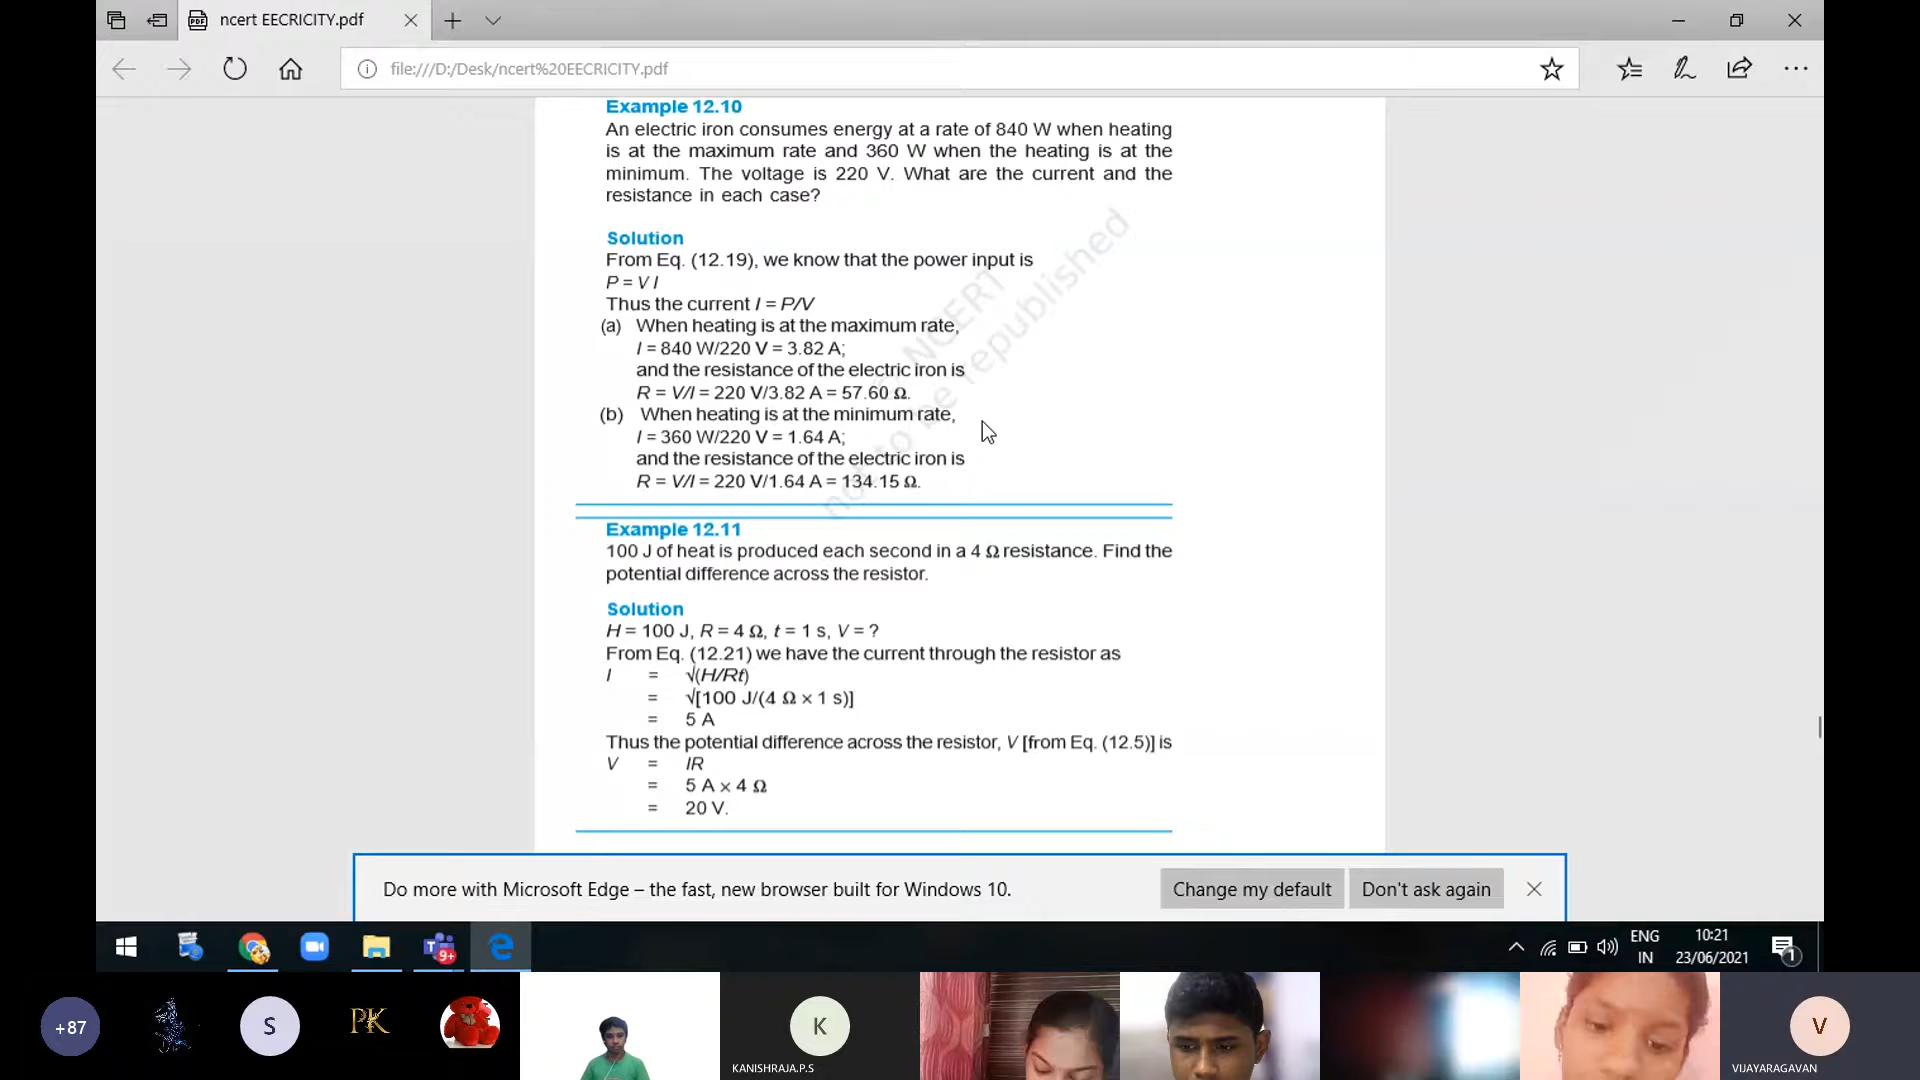 ncert EECRICITY.pdf
file:///D:/Desk/ncert%20EECRICITY.pdf
Example 12.10
An electric iron consumes energy at a rate of 840 W when heating
is at the maximum rate and 360 W when the heating is at the
minimum. The voltage is 220 V. What are the current and the
resistance in each case?
Solution
From Eq. (12.19), we know that the power input is
P = V I
Thus the current I = P/V
(a) When heating is at the maximum rate,
I = 840 W/220 V = 3.82 A;
and the resistance of the electric iron is
R = V/I = 220 V/3.82 A = 57.60 Ω.
(b) When heating is at the minimum rate,
I = 360 W/220 V = 1.64 A;
and the resistance of the electric iron is
R = V/I = 220 V/1.64 A = 134.15 Ω.
© NCERT
not to be republished
Example 12.11
100 J of heat is produced each second in a 4 Ω resistance. Find the
potential difference across the resistor.
Solution
H = 100 J, R = 4 Ω, t = 1 s, V = ?
From Eq. (12.21) we have the current through the resistor as
I = √(H/Rt)
= √[100 J/(4 Ω × 1 s)]
= 5 A
Thus the potential difference across the resistor, V [from Eq. (12.5)] is
V = IR
= 5 A × 4 Ω
= 20 V.
Do more with Microsoft Edge – the fast, new browser built for Windows 10.
Change my default
Don't ask again
9+
ENG
IN
10:21
23/06/2021
1
+87
S
PK
K
KANISHRAJA.P.S
V
VIJAYARAGAVAN